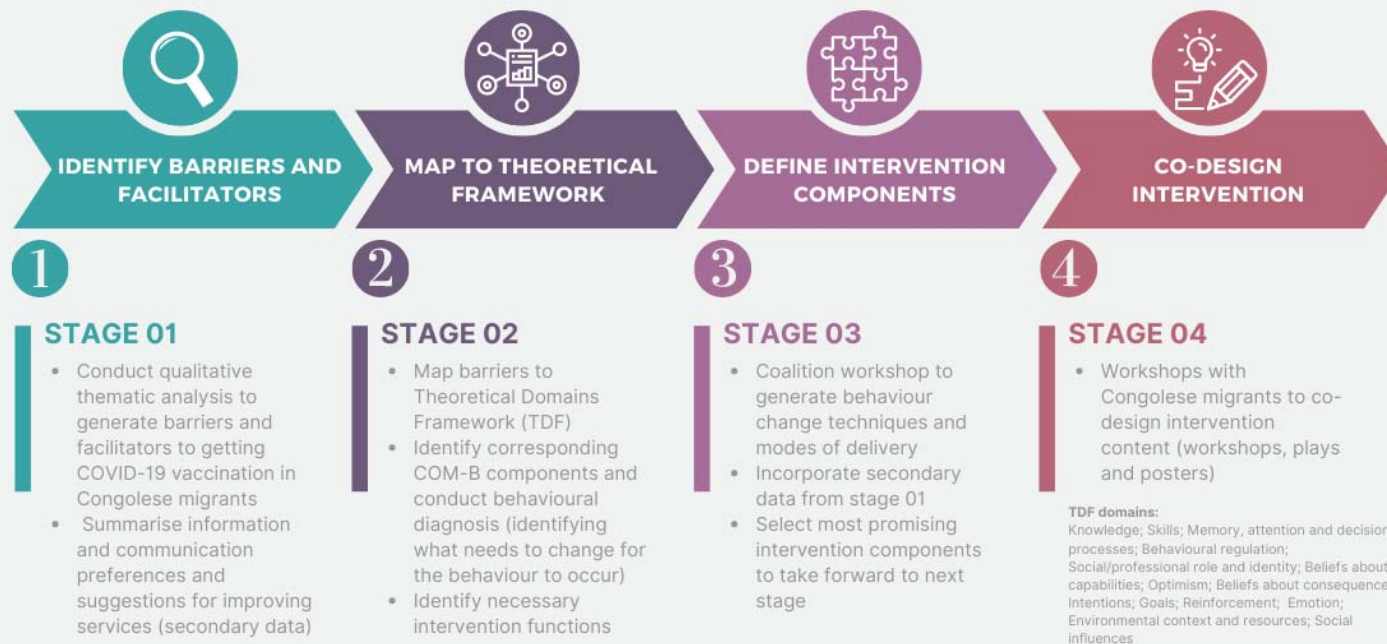 IDENTIFY BARRIERS AND
FACILITATORS
MAP TO THEORETICAL
FRAMEWORK
DEFINE INTERVENTION
COMPONENTS
CO-DESIGN
INTERVENTION
1
STAGE 01
• Conduct qualitative
thematic analysis to
generate barriers and
facilitators to getting
COVID-19 vaccination in
Congolese migrants
• Summarise information
and communication
preferences and
suggestions for improving
services (secondary data)
2
STAGE 02
• Map barriers to
Theoretical Domains
Framework (TDF)
• Identify corresponding
COM-B components and
conduct behavioural
diagnosis (identifying
what needs to change for
the behaviour to occur)
• Identify necessary
intervention functions
3
STAGE 03
• Coalition workshop to
generate behaviour
change techniques and
modes of delivery
• Incorporate secondary
data from stage 01
• Select most promising
intervention components
to take forward to next
stage
4
STAGE 04
• Workshops with
Congolese migrants to co-
design intervention
content (workshops, plays
and posters)
TDF domains:
Knowledge; Skills; Memory, attention and decision
processes; Behavioural regulation;
Social/professional role and identity; Beliefs about
capabilities; Optimism; Beliefs about consequence
Intentions; Goals; Reinforcement; Emotion;
Environmental context and resources; Social
influences